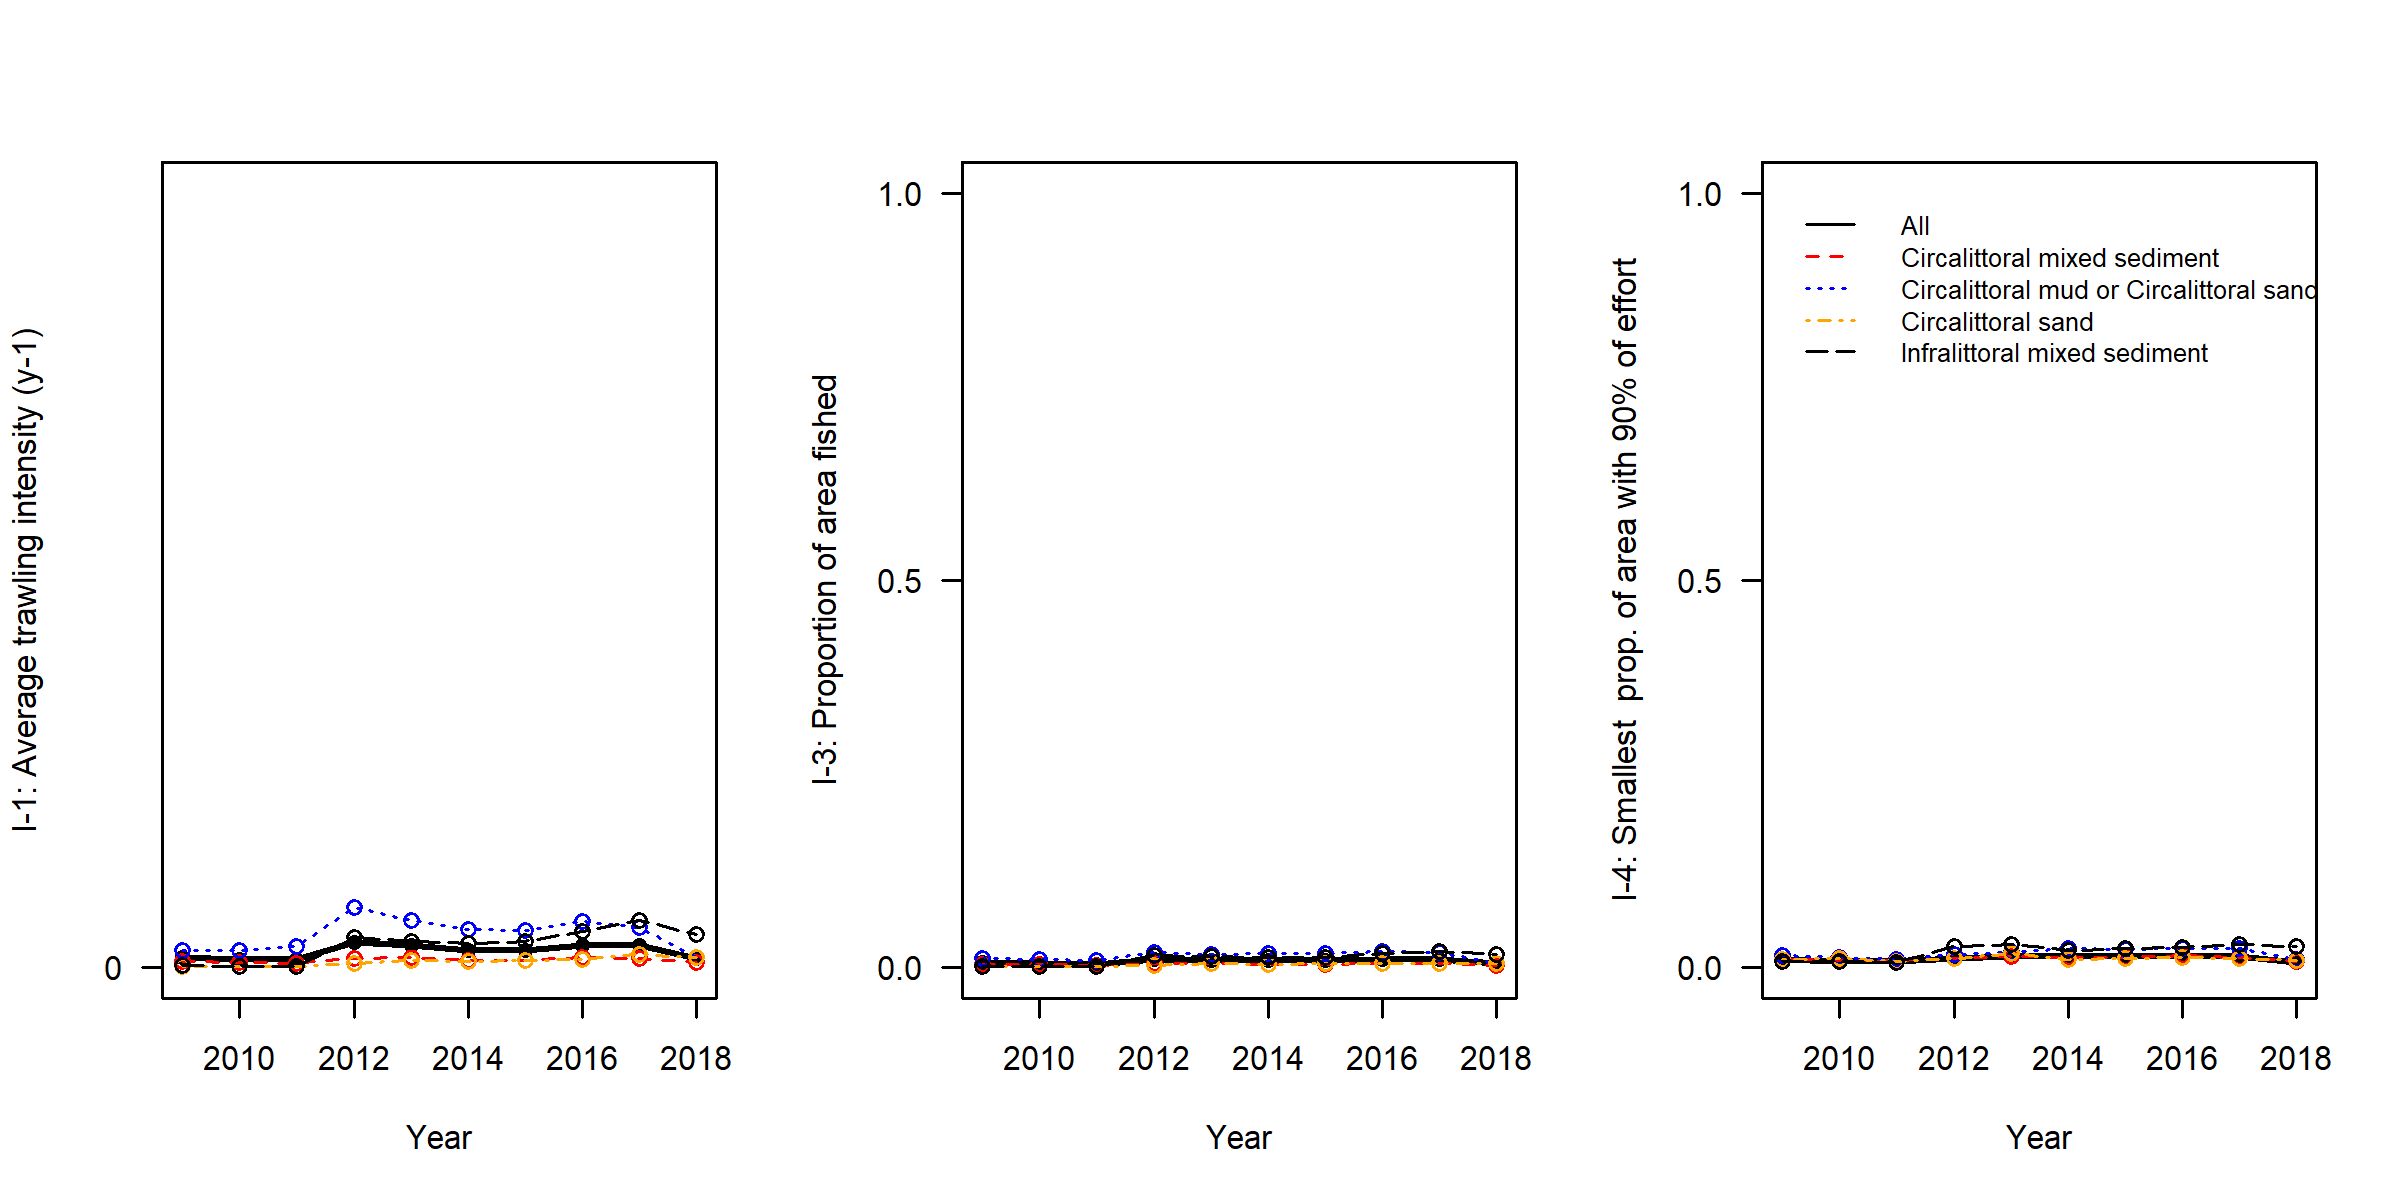 I-1: Average trawling intensity (y-1)
0
2010 2012 2014 2016 2018
Year
I-3: Proportion of area fished
1.0
0.5
0.0
2010 2012 2014 2016 2018
Year
I-4: Smallest prop. of area with 90% of effort
1.0
0.5
0.0
All
Circalittoral mixed sediment
Circalittoral mud or Circalittoral sand
Circalittoral sand
Infralittoral mixed sediment
2010 2012 2014 2016 2018
Year